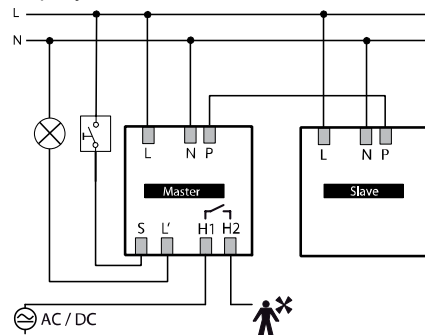 L
N
L N P L N P
Master Slave
S L' H1 H2
AC / DC